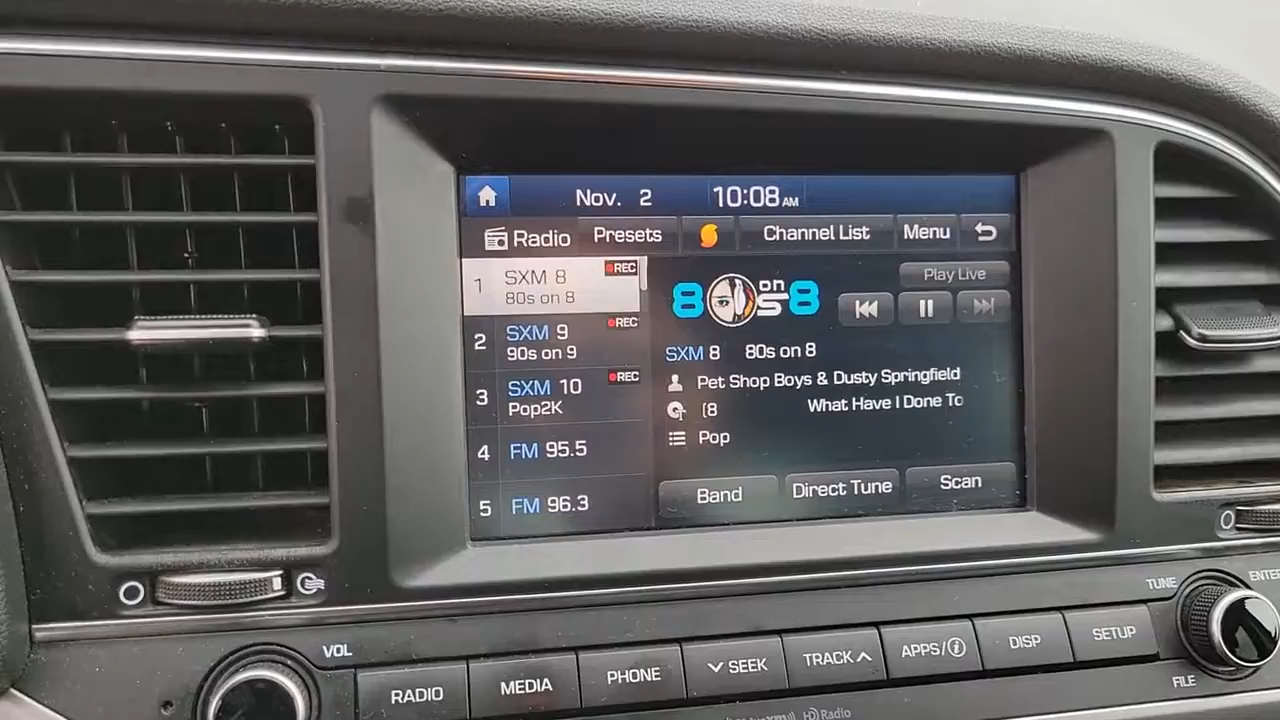 Nov. 2 10:08 AM
Radio Presets Channel List Menu
1 SXM 8 REC
80s on 8
2 SXM 9 REC
90s on 9
3 SXM 10 REC
Pop2K
4 FM 95.5
5 FM 96.3
Play Live
80s on 8
SXM 8 80s on 8
Pet Shop Boys & Dusty Springfield
(8 What Have I Done To
Pop
Band Direct Tune Scan
VOL
TUNE
ENTER
FILE
RADIO MEDIA PHONE SEEK TRACK APPS/i DISP SETUP
HD Radio